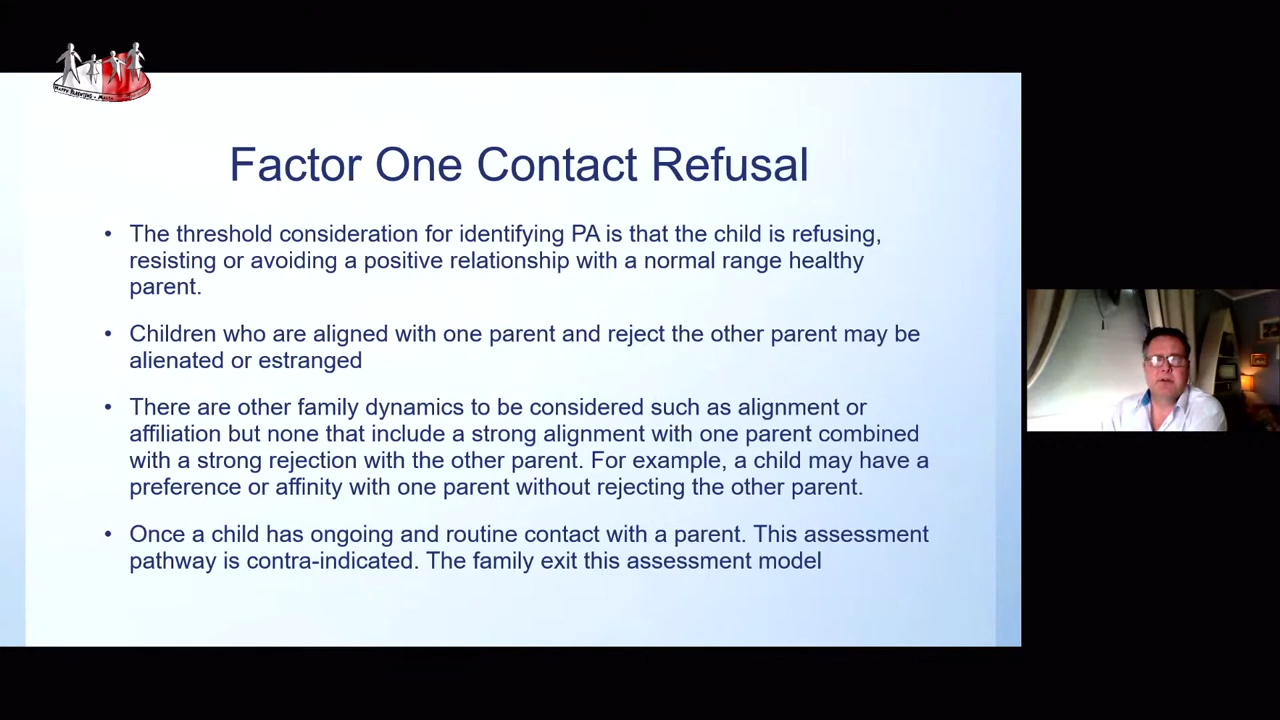 HAPPY PARENTING - MALTA
Factor One Contact Refusal
• The threshold consideration for identifying PA is that the child is refusing,
resisting or avoiding a positive relationship with a normal range healthy
parent.
• Children who are aligned with one parent and reject the other parent may be
alienated or estranged
• There are other family dynamics to be considered such as alignment or
affiliation but none that include a strong alignment with one parent combined
with a strong rejection with the other parent. For example, a child may have a
preference or affinity with one parent without rejecting the other parent.
• Once a child has ongoing and routine contact with a parent. This assessment
pathway is contra-indicated. The family exit this assessment model